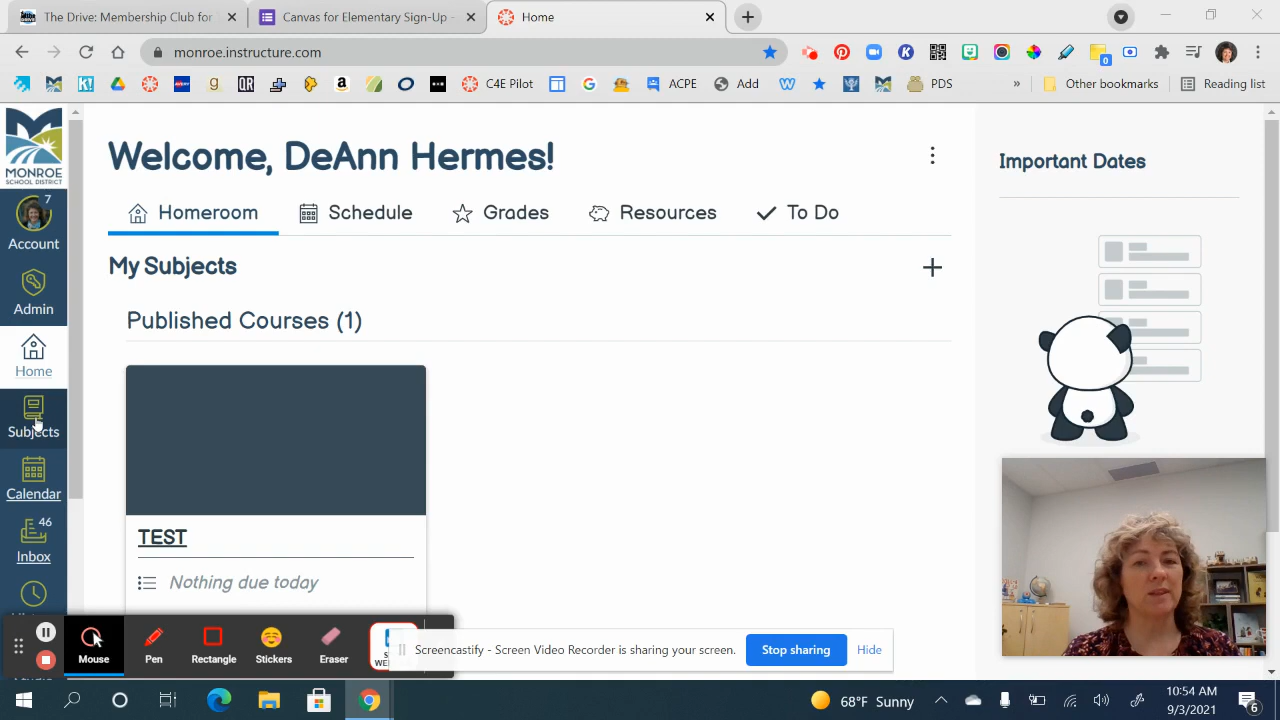 The Drive: Membership Club for
Canvas for Elementary Sign-Up -
Home
monroe.instructure.com
0
K!
g
QR
C4E Pilot
G
ACPE
Add
PDS
»
Other bookmarks
Reading list
MONROE
SCHOOL DISTRICT
7
Account
Admin
Home
Subjects
Calendar
46
Inbox
Welcome, DeAnn Hermes!
Homeroom
Schedule
Grades
Resources
To Do
My Subjects
Published Courses (1)
TEST
Nothing due today
Important Dates
Mouse
Pen
Rectangle
Stickers
Eraser
Screencastify - Screen Video Recorder is sharing your screen.
Stop sharing
Hide
68°F Sunny
10:54 AM
9/3/2021
6